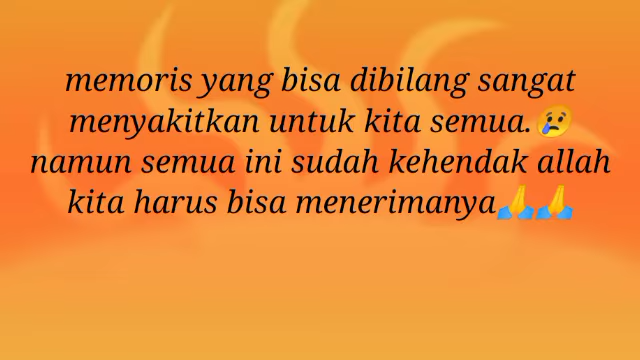 memoris yang bisa dibilang sangat
menyakitkan untuk kita semua.😢
namun semua ini sudah kehendak allah
kita harus bisa menerimanya🙏🙏